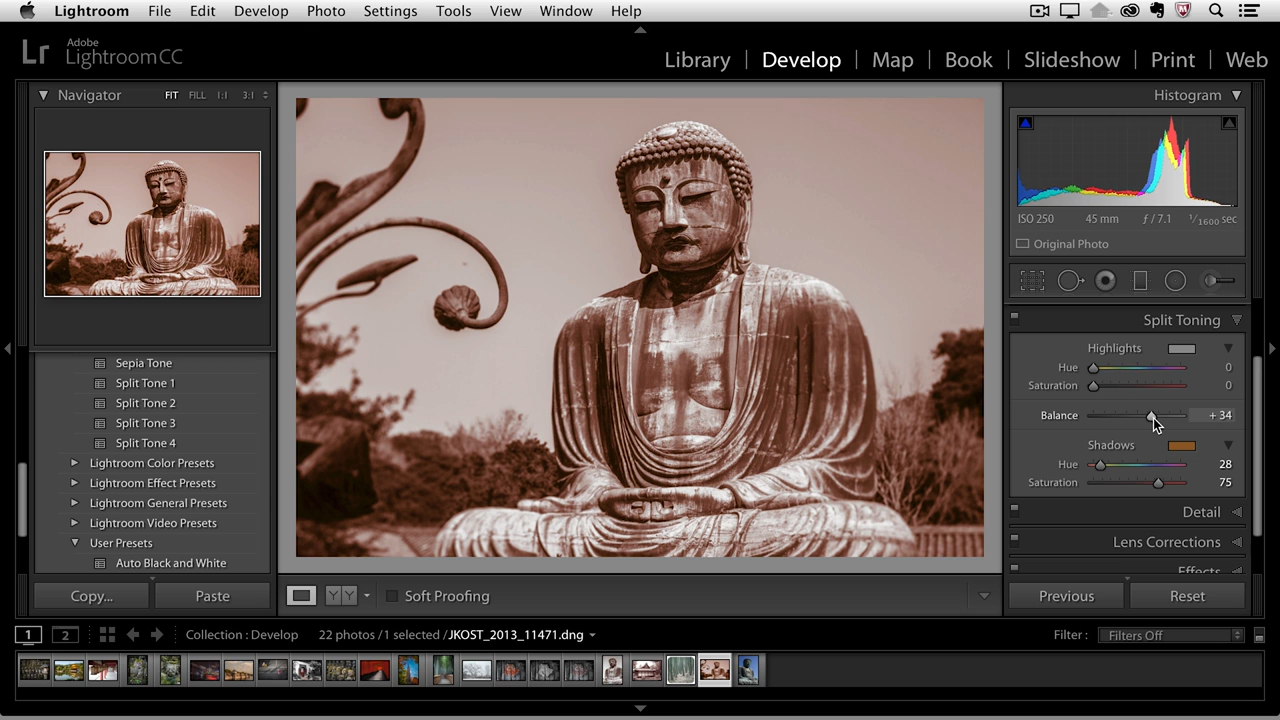 Lightroom File Edit Develop Photo Settings Tools View Window Help
Lr Adobe
Lightroom CC
Library | Develop | Map | Book | Slideshow | Print | Web
Navigator FIT FILL 1:1 3:1
Sepia Tone
Split Tone 1
Split Tone 2
Split Tone 3
Split Tone 4
Lightroom Color Presets
Lightroom Effect Presets
Lightroom General Presets
Lightroom Video Presets
User Presets
Auto Black and White
Copy... Paste
Soft Proofing
Histogram
ISO 250 45 mm ƒ / 7.1 1/1600 sec
Original Photo
Split Toning
Highlights
Hue 0
Saturation 0
Balance + 34
Shadows
Hue 28
Saturation 75
Detail
Lens Corrections
Effects
Previous Reset
1 2 Collection : Develop 22 photos / 1 selected / JKOST_2013_11471.dng Filter : Filters Off